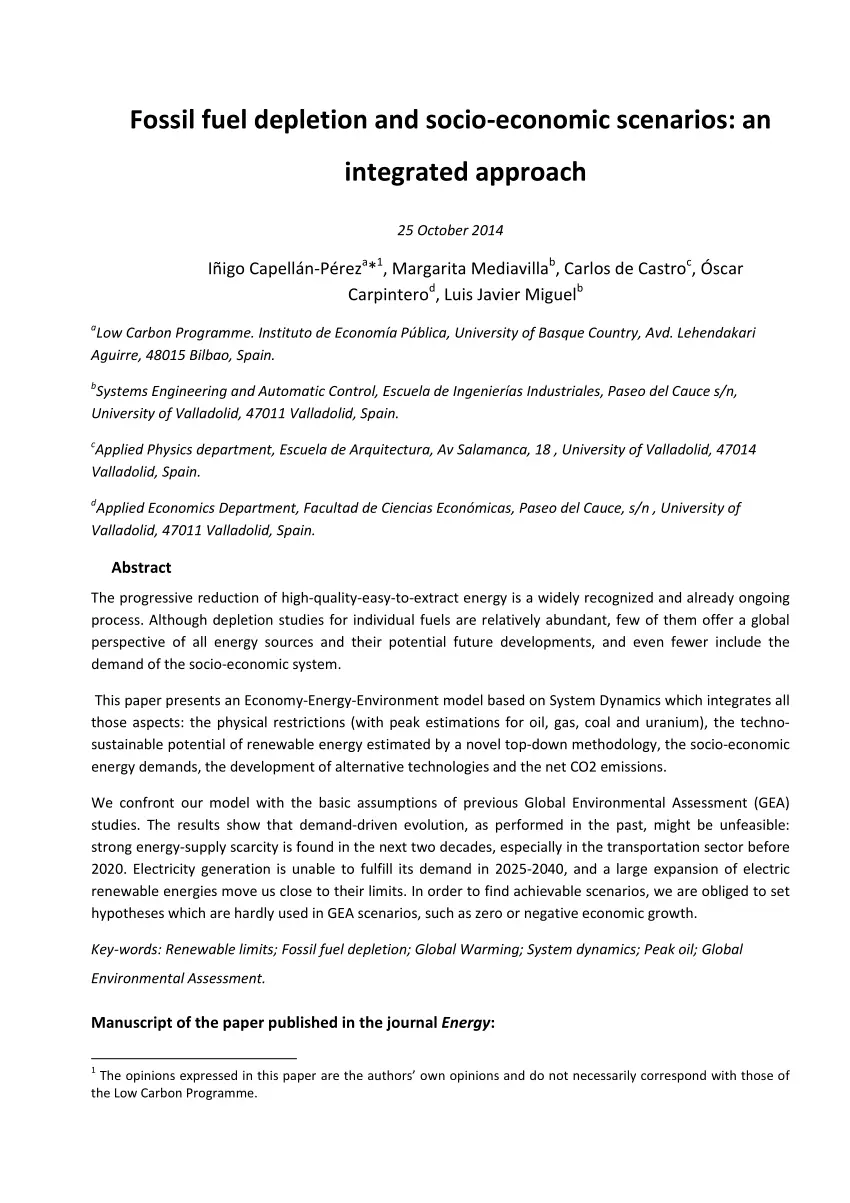 Fossil fuel depletion and socio-economic scenarios: an
integrated approach
25 October 2014
Iñigo Capellán-Pérezᵃ*¹, Margarita Mediavillaᵇ, Carlos de Castroᶜ, Óscar
Carpinteroᵈ, Luis Javier Miguelᵇ
ᵃLow Carbon Programme. Instituto de Economía Pública, University of Basque Country, Avd. Lehendakari
Aguirre, 48015 Bilbao, Spain.
ᵇSystems Engineering and Automatic Control, Escuela de Ingenierías Industriales, Paseo del Cauce s/n,
University of Valladolid, 47011 Valladolid, Spain.
ᶜApplied Physics department, Escuela de Arquitectura, Av Salamanca, 18 , University of Valladolid, 47014
Valladolid, Spain.
ᵈApplied Economics Department, Facultad de Ciencias Económicas, Paseo del Cauce, s/n , University of
Valladolid, 47011 Valladolid, Spain.
Abstract
The progressive reduction of high-quality-easy-to-extract energy is a widely recognized and already ongoing
process. Although depletion studies for individual fuels are relatively abundant, few of them offer a global
perspective of all energy sources and their potential future developments, and even fewer include the
demand of the socio-economic system.
This paper presents an Economy-Energy-Environment model based on System Dynamics which integrates all
those aspects: the physical restrictions (with peak estimations for oil, gas, coal and uranium), the techno-
sustainable potential of renewable energy estimated by a novel top-down methodology, the socio-economic
energy demands, the development of alternative technologies and the net CO2 emissions.
We confront our model with the basic assumptions of previous Global Environmental Assessment (GEA)
studies. The results show that demand-driven evolution, as performed in the past, might be unfeasible:
strong energy-supply scarcity is found in the next two decades, especially in the transportation sector before
2020. Electricity generation is unable to fulfill its demand in 2025-2040, and a large expansion of electric
renewable energies move us close to their limits. In order to find achievable scenarios, we are obliged to set
hypotheses which are hardly used in GEA scenarios, such as zero or negative economic growth.
Key-words: Renewable limits; Fossil fuel depletion; Global Warming; System dynamics; Peak oil; Global
Environmental Assessment.
Manuscript of the paper published in the journal Energy:
¹ The opinions expressed in this paper are the authors’ own opinions and do not necessarily correspond with those of
the Low Carbon Programme.